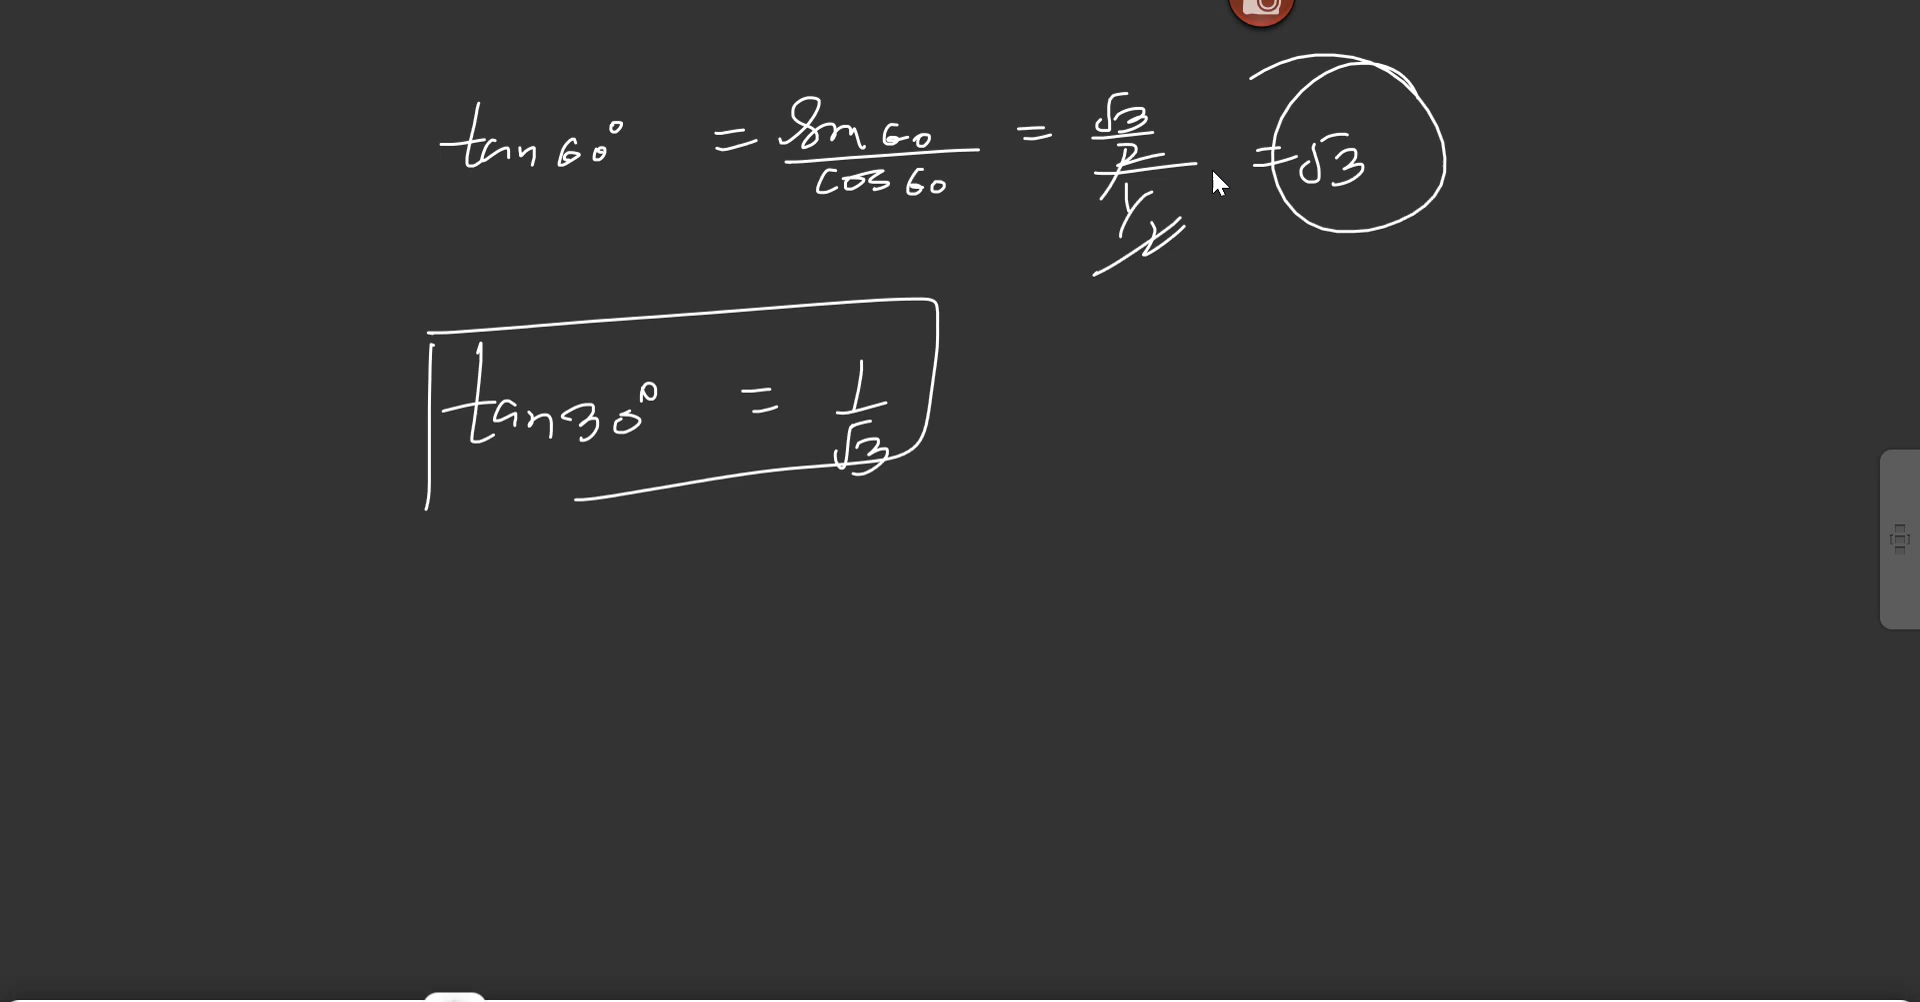 tan 60° = Sin 60 / cos 60 = √3/2 / 1/2 = √3
tan 30° = 1/√3